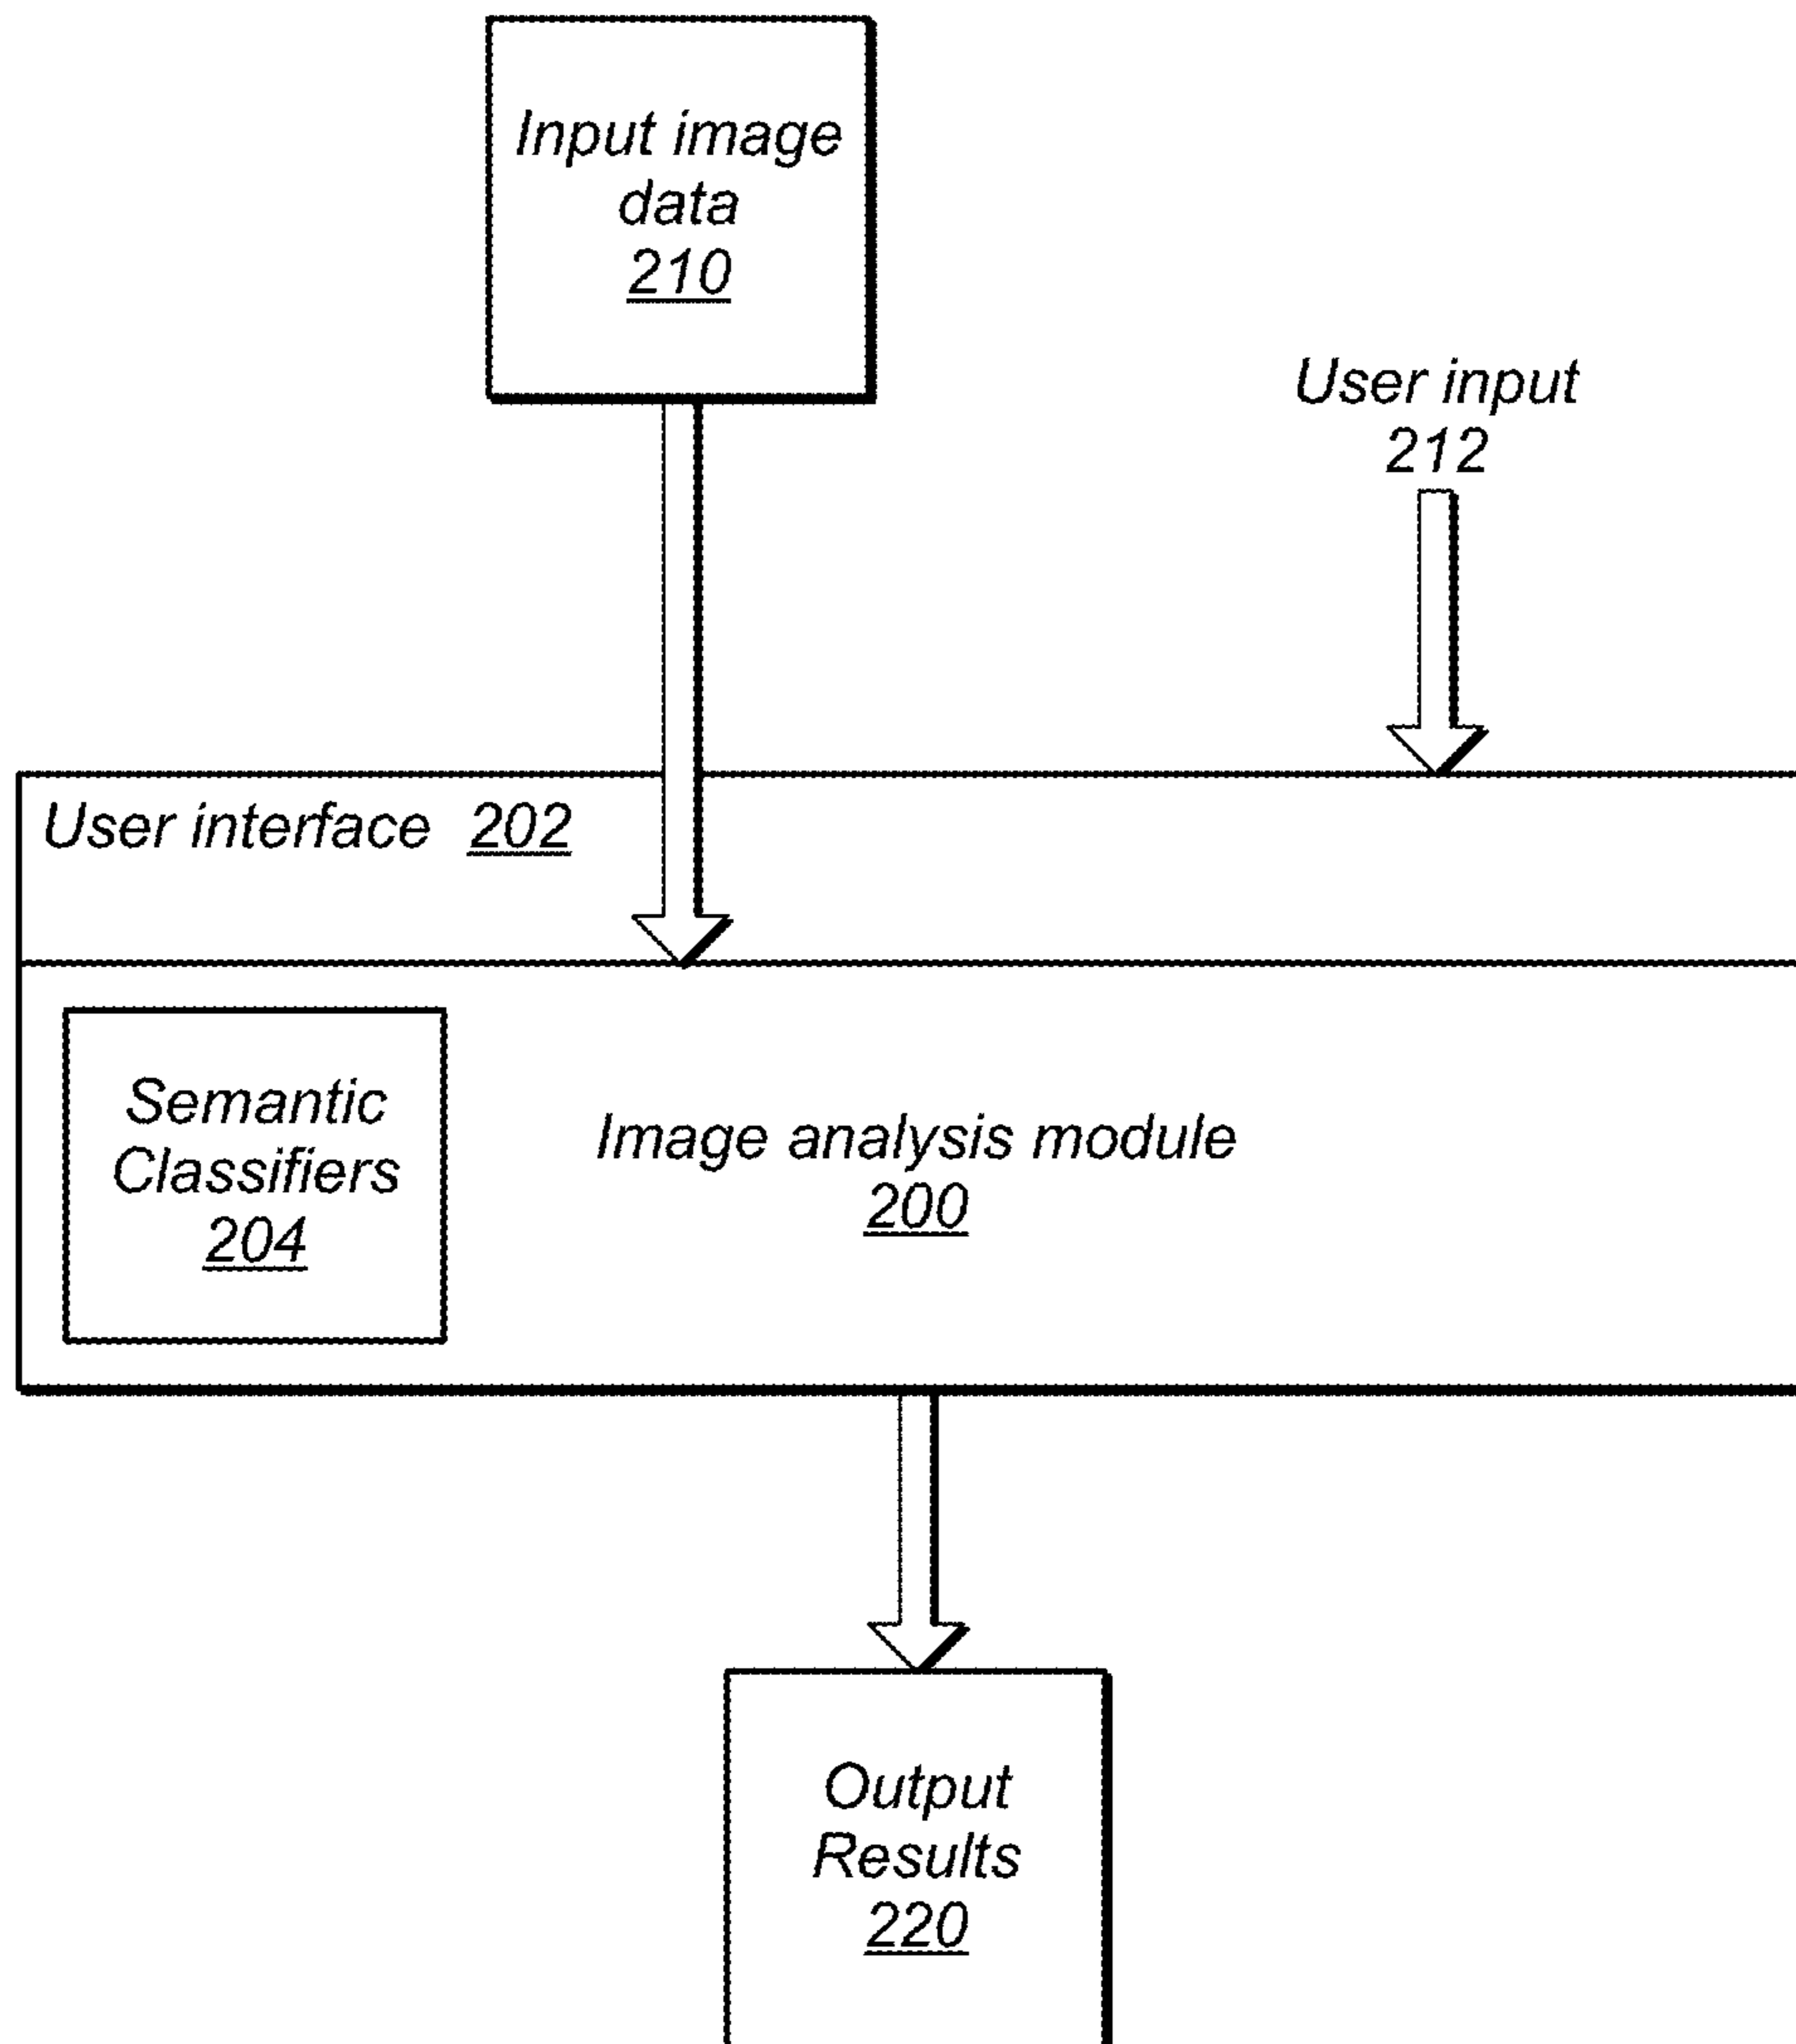 Input image
data
210
User input
212
User interface 202
Semantic
Classifiers
204
Image analysis module
200
Output
Results
220